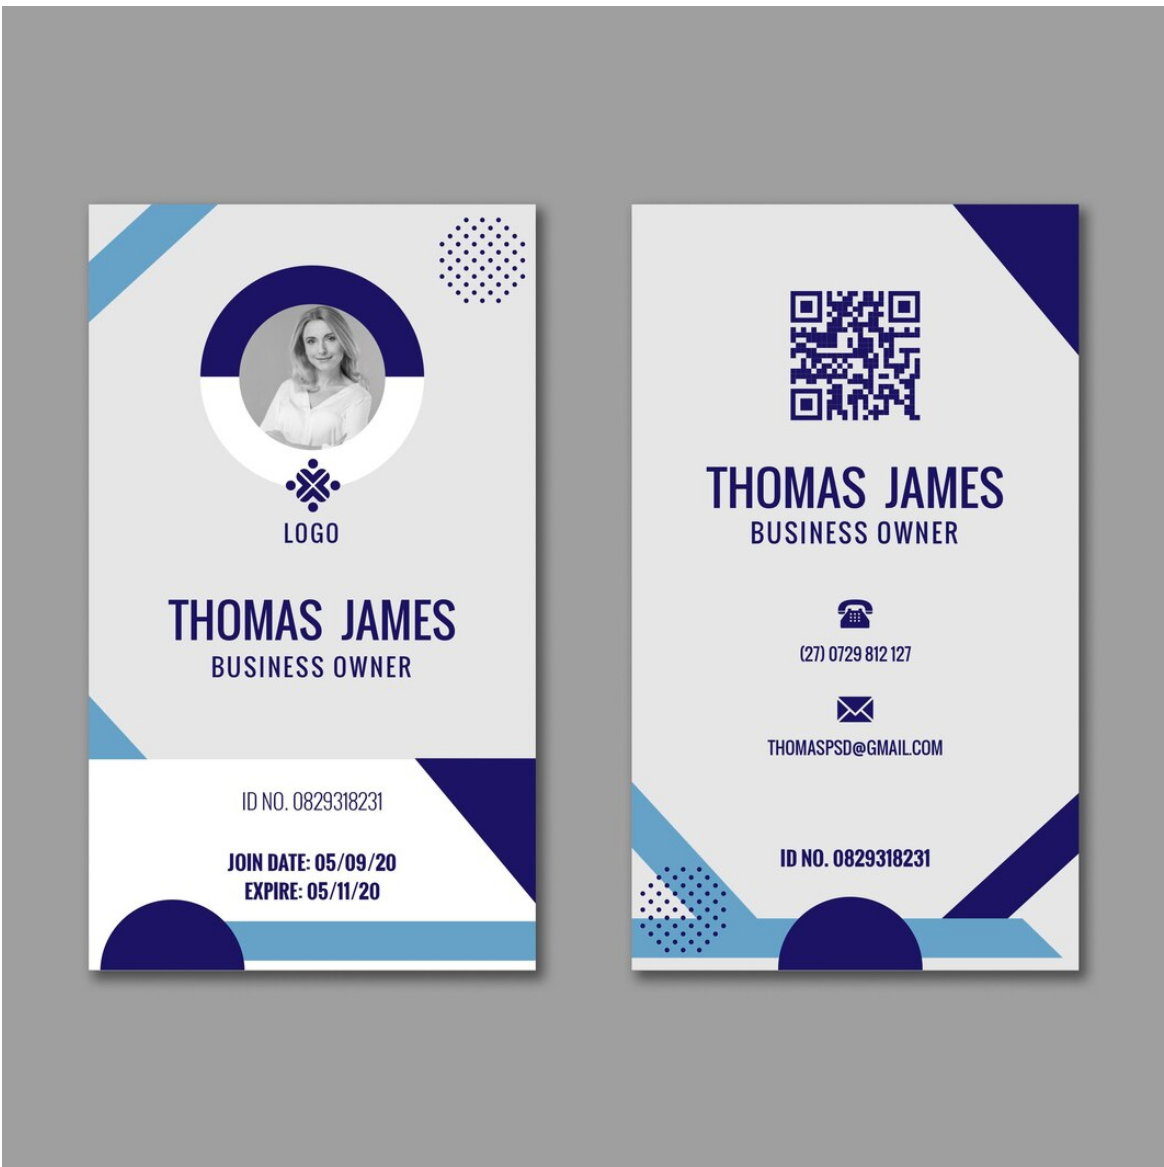 LOGO
THOMAS JAMES
BUSINESS OWNER
ID NO. 0829318231
JOIN DATE: 05/09/20
EXPIRE: 05/11/20
THOMAS JAMES
BUSINESS OWNER
(27) 0729 812 127
THOMASPSD@GMAIL.COM
ID NO. 0829318231